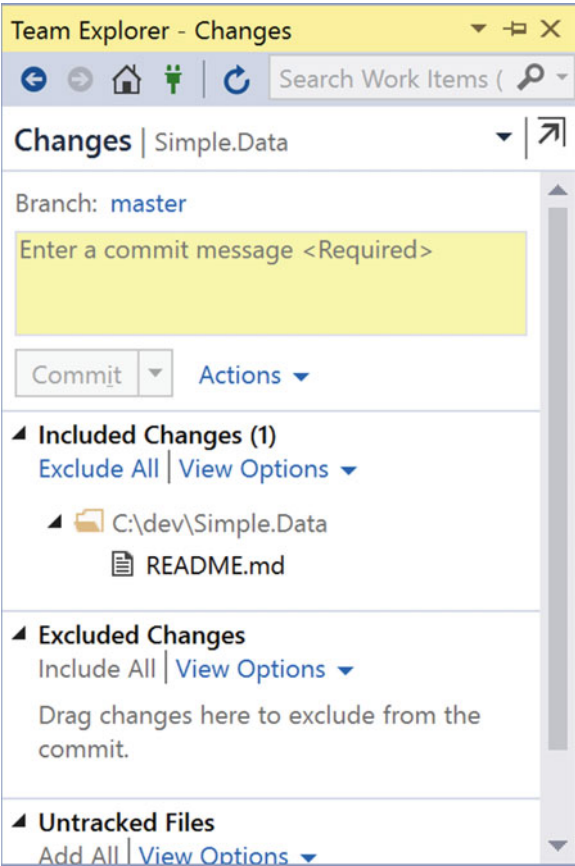 Team Explorer - Changes
Search Work Items (
Changes | Simple.Data
Branch: master
Enter a commit message <Required>
Commit
Actions
Included Changes (1)
Exclude All | View Options
C:\dev\Simple.Data
README.md
Excluded Changes
Include All | View Options
Drag changes here to exclude from the
commit.
Untracked Files
Add All | View Options